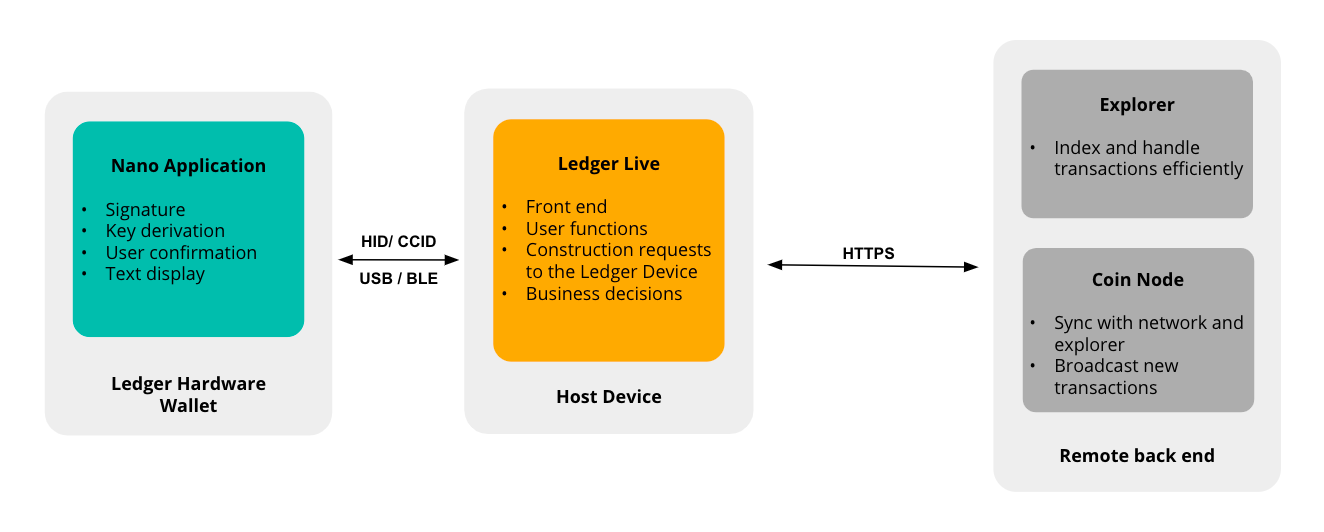 Nano Application
• Signature
• Key derivation
• User confirmation
• Text display
Ledger Hardware
Wallet
HID/ CCID
USB / BLE
Ledger Live
• Front end
• User functions
• Construction requests
to the Ledger Device
• Business decisions
Host Device
HTTPS
Explorer
• Index and handle
transactions efficiently
Coin Node
• Sync with network and
explorer
• Broadcast new
transactions
Remote back end